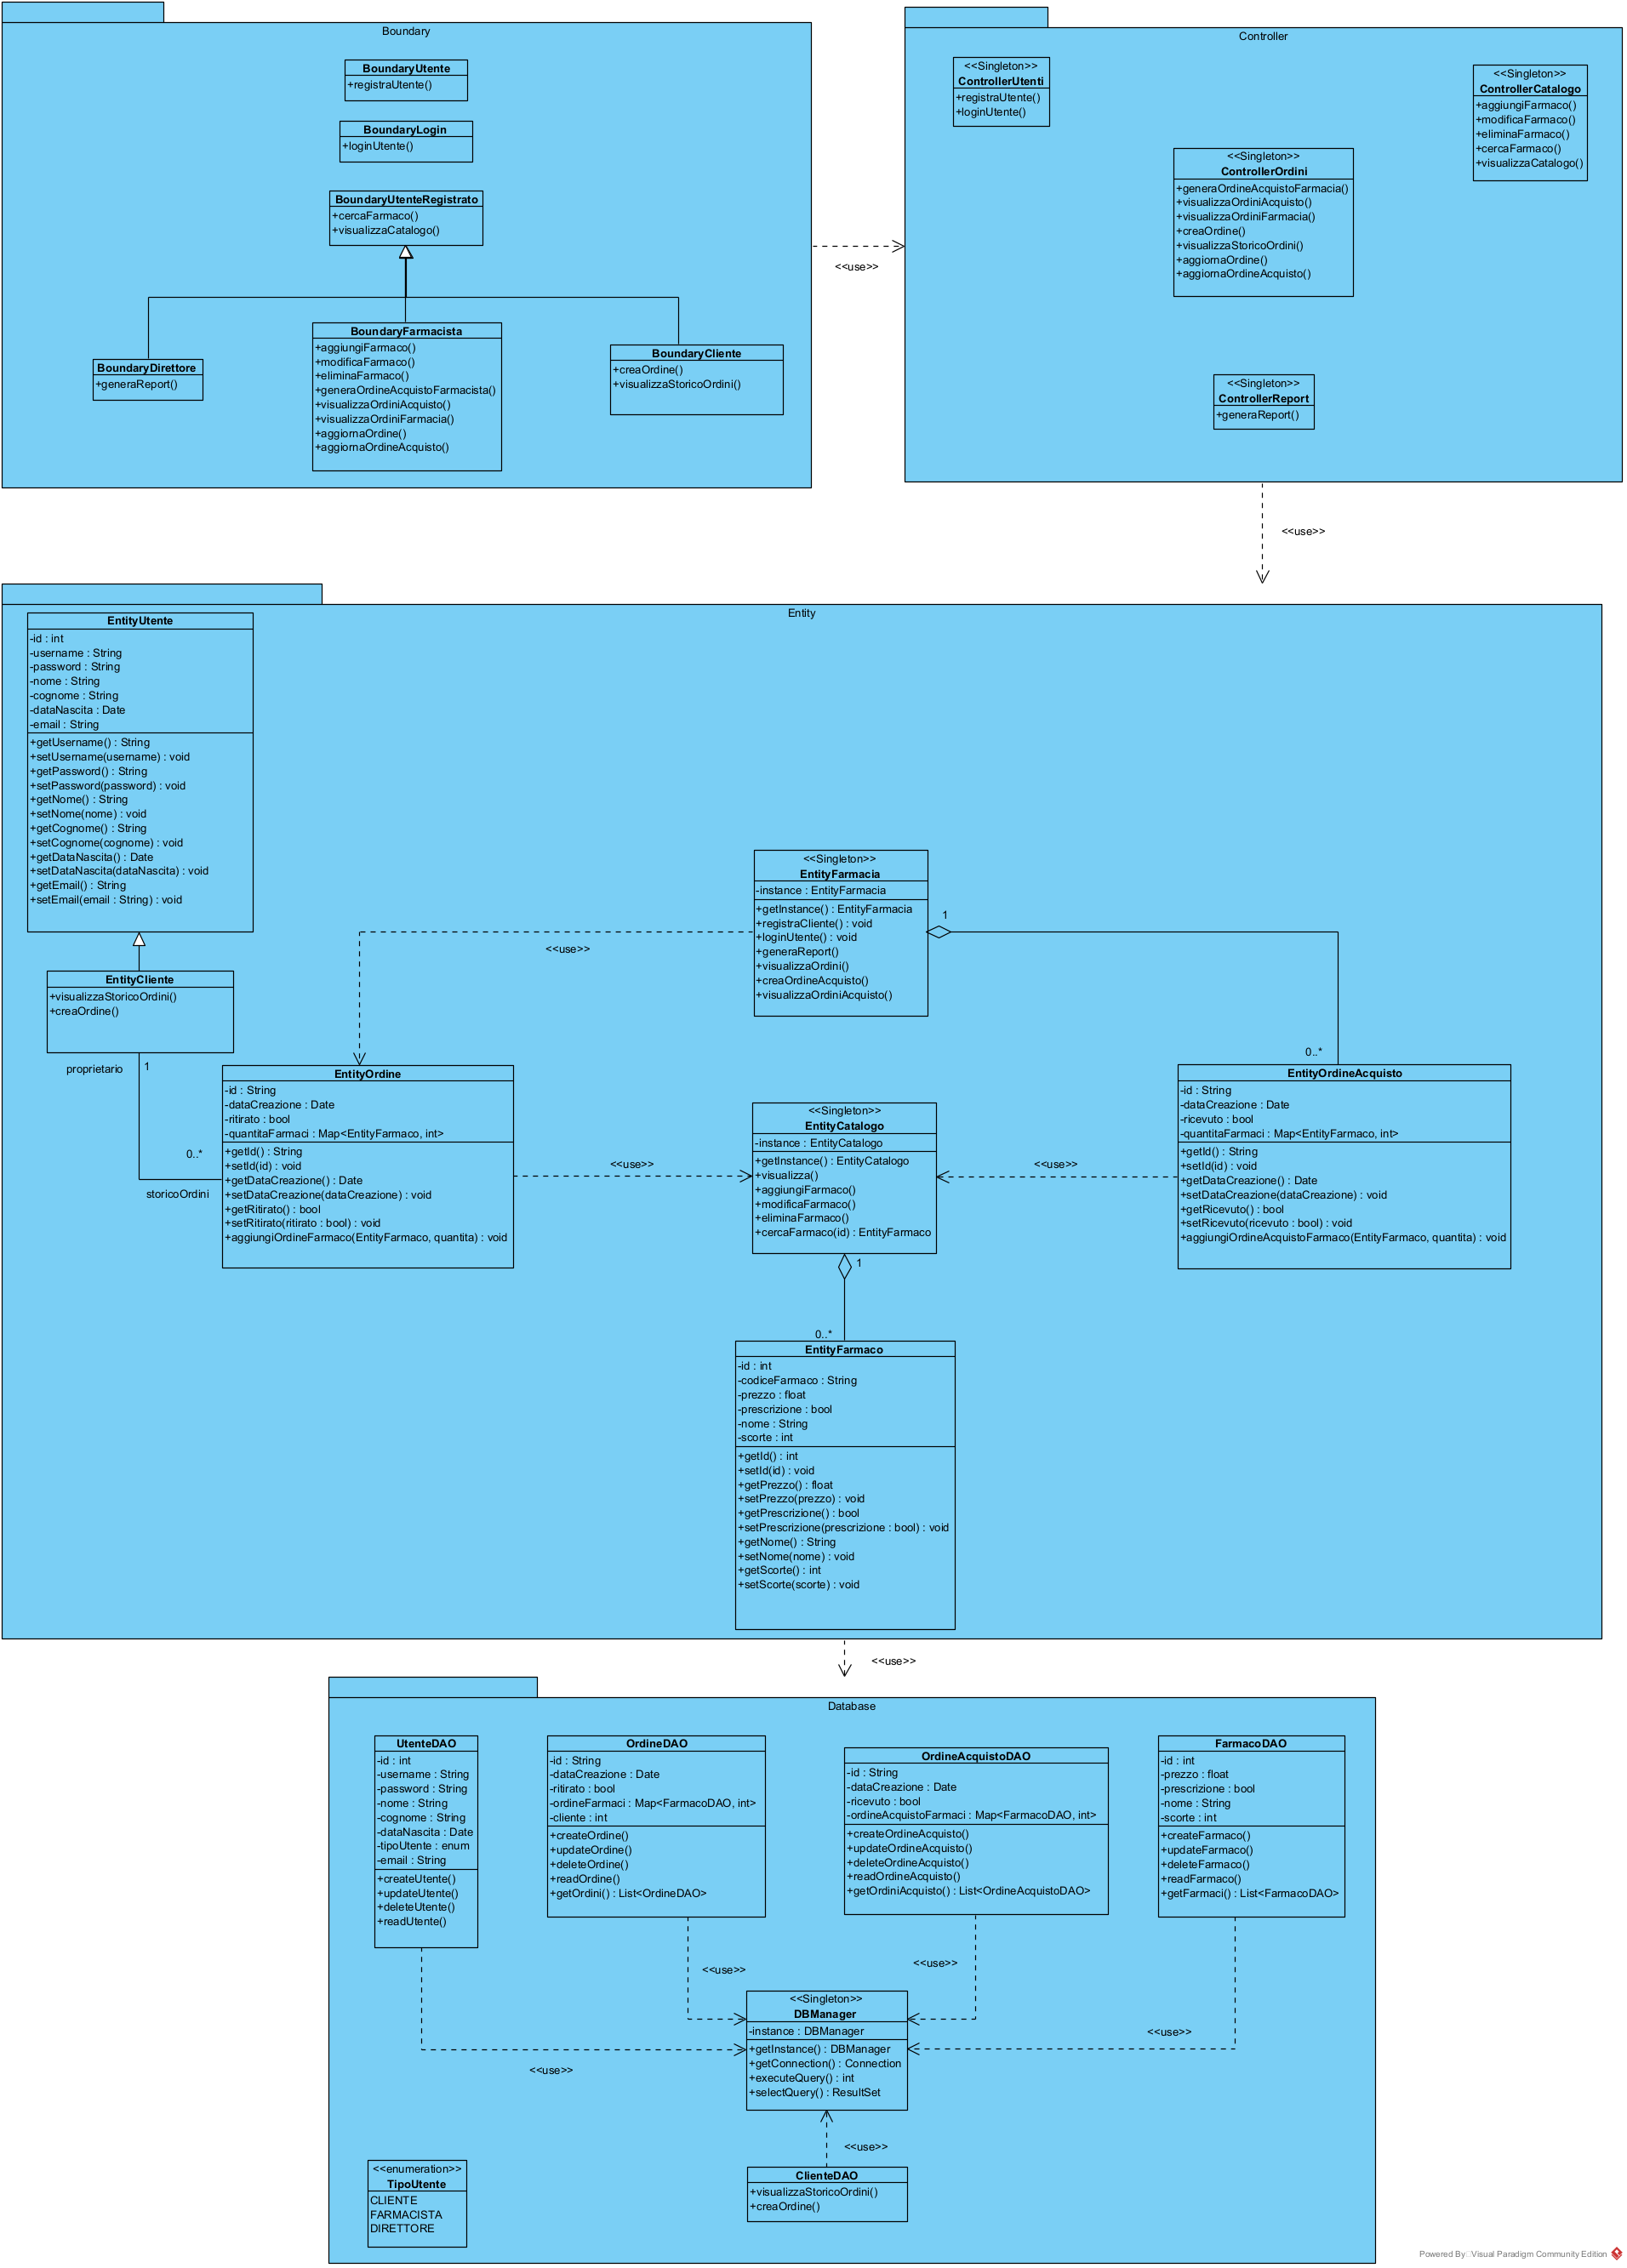 Boundary
BoundaryUtente
+registraUtente()
BoundaryLogin
+loginUtente()
BoundaryUtenteRegistrato
+cercaFarmaco()
+visualizzaCatalogo()
BoundaryDirettore
+generaReport()
BoundaryFarmacista
+aggiungiFarmaco()
+modificaFarmaco()
+eliminaFarmaco()
+generaOrdineAcquistoFarmacista()
+visualizzaOrdiniAcquisto()
+visualizzaOrdiniFarmacia()
+aggiornaOrdine()
+aggiornaOrdineAcquisto()
BoundaryCliente
+creaOrdine()
+visualizzaStoricoOrdini()
<<use>>
Controller
<<Singleton>>
ControllerUtenti
+registraUtente()
+loginUtente()
<<Singleton>>
ControllerCatalogo
+aggiungiFarmaco()
+modificaFarmaco()
+eliminaFarmaco()
+cercaFarmaco()
+visualizzaCatalogo()
<<Singleton>>
ControllerOrdini
+generaOrdineAcquistoFarmacia()
+visualizzaOrdiniAcquisto()
+visualizzaOrdiniFarmacia()
+creaOrdine()
+visualizzaStoricoOrdini()
+aggiornaOrdine()
+aggiornaOrdineAcquisto()
<<Singleton>>
ControllerReport
+generaReport()
<<use>>
Entity
EntityUtente
-id : int
-username : String
-password : String
-nome : String
-cognome : String
-dataNascita : Date
-email : String
+getUsername() : String
+setUsername(username) : void
+getPassword() : String
+setPassword(password) : void
+getNome() : String
+setNome(nome) : void
+getCognome() : String
+setCognome(cognome) : void
+getDataNascita() : Date
+setDataNascita(dataNascita) : void
+getEmail() : String
+setEmail(email : String) : void
EntityCliente
+visualizzaStoricoOrdini()
+creaOrdine()
proprietario
1
0..*
storicoOrdini
<<use>>
<<Singleton>>
EntityFarmacia
-instance : EntityFarmacia
+getInstance() : EntityFarmacia
+registraCliente() : void
+loginUtente() : void
+generaReport()
+visualizzaOrdini()
+creaOrdineAcquisto()
+visualizzaOrdiniAcquisto()
1
0..*
EntityOrdine
-id : String
-dataCreazione : Date
-ritirato : bool
-quantitaFarmaci : Map<EntityFarmaco, int>
+getId() : String
+setId(id) : void
+getDataCreazione() : Date
+setDataCreazione(dataCreazione) : void
+getRitirato() : bool
+setRitirato(ritirato : bool) : void
+aggiungiOrdineFarmaco(EntityFarmaco, quantita) : void
<<use>>
<<Singleton>>
EntityCatalogo
-instance : EntityCatalogo
+getInstance() : EntityCatalogo
+visualizza()
+aggiungiFarmaco()
+modificaFarmaco()
+eliminaFarmaco()
+cercaFarmaco(id) : EntityFarmaco
<<use>>
EntityOrdineAcquisto
-id : String
-dataCreazione : Date
-ricevuto : bool
-quantitaFarmaci : Map<EntityFarmaco, int>
+getId() : String
+setId(id) : void
+getDataCreazione() : Date
+setDataCreazione(dataCreazione) : void
+getRicevuto() : bool
+setRicevuto(ricevuto : bool) : void
+aggiungiOrdineAcquistoFarmaco(EntityFarmaco, quantita) : void
1
0..*
EntityFarmaco
-id : int
-codiceFarmaco : String
-prezzo : float
-prescrizione : bool
-nome : String
-scorte : int
+getId() : int
+setId(id) : void
+getPrezzo() : float
+setPrezzo(prezzo) : void
+getPrescrizione() : bool
+setPrescrizione(prescrizione : bool) : void
+getNome() : String
+setNome(nome) : void
+getScorte() : int
+setScorte(scorte) : void
<<use>>
Database
UtenteDAO
-id : int
-username : String
-password : String
-nome : String
-cognome : String
-dataNascita : Date
-tipoUtente : enum
-email : String
+createUtente()
+updateUtente()
+deleteUtente()
+readUtente()
OrdineDAO
-id : String
-dataCreazione : Date
-ritirato : bool
-ordineFarmaci : Map<FarmacoDAO, int>
-cliente : int
+createOrdine()
+updateOrdine()
+deleteOrdine()
+readOrdine()
+getOrdini() : List<OrdineDAO>
OrdineAcquistoDAO
-id : String
-dataCreazione : Date
-ricevuto : bool
-ordineAcquistoFarmaci : Map<FarmacoDAO, int>
+createOrdineAcquisto()
+updateOrdineAcquisto()
+deleteOrdineAcquisto()
+readOrdineAcquisto()
+getOrdiniAcquisto() : List<OrdineAcquistoDAO>
FarmacoDAO
-id : int
-prezzo : float
-prescrizione : bool
-nome : String
-scorte : int
+createFarmaco()
+updateFarmaco()
+deleteFarmaco()
+readFarmaco()
+getFarmaci() : List<FarmacoDAO>
<<use>>
<<use>>
<<use>>
<<use>>
<<Singleton>>
DBManager
-instance : DBManager
+getInstance() : DBManager
+getConnection() : Connection
+executeQuery() : int
+selectQuery() : ResultSet
<<use>>
ClienteDAO
+visualizzaStoricoOrdini()
+creaOrdine()
<<enumeration>>
TipoUtente
CLIENTE
FARMACISTA
DIRETTORE
Powered By Visual Paradigm Community Edition